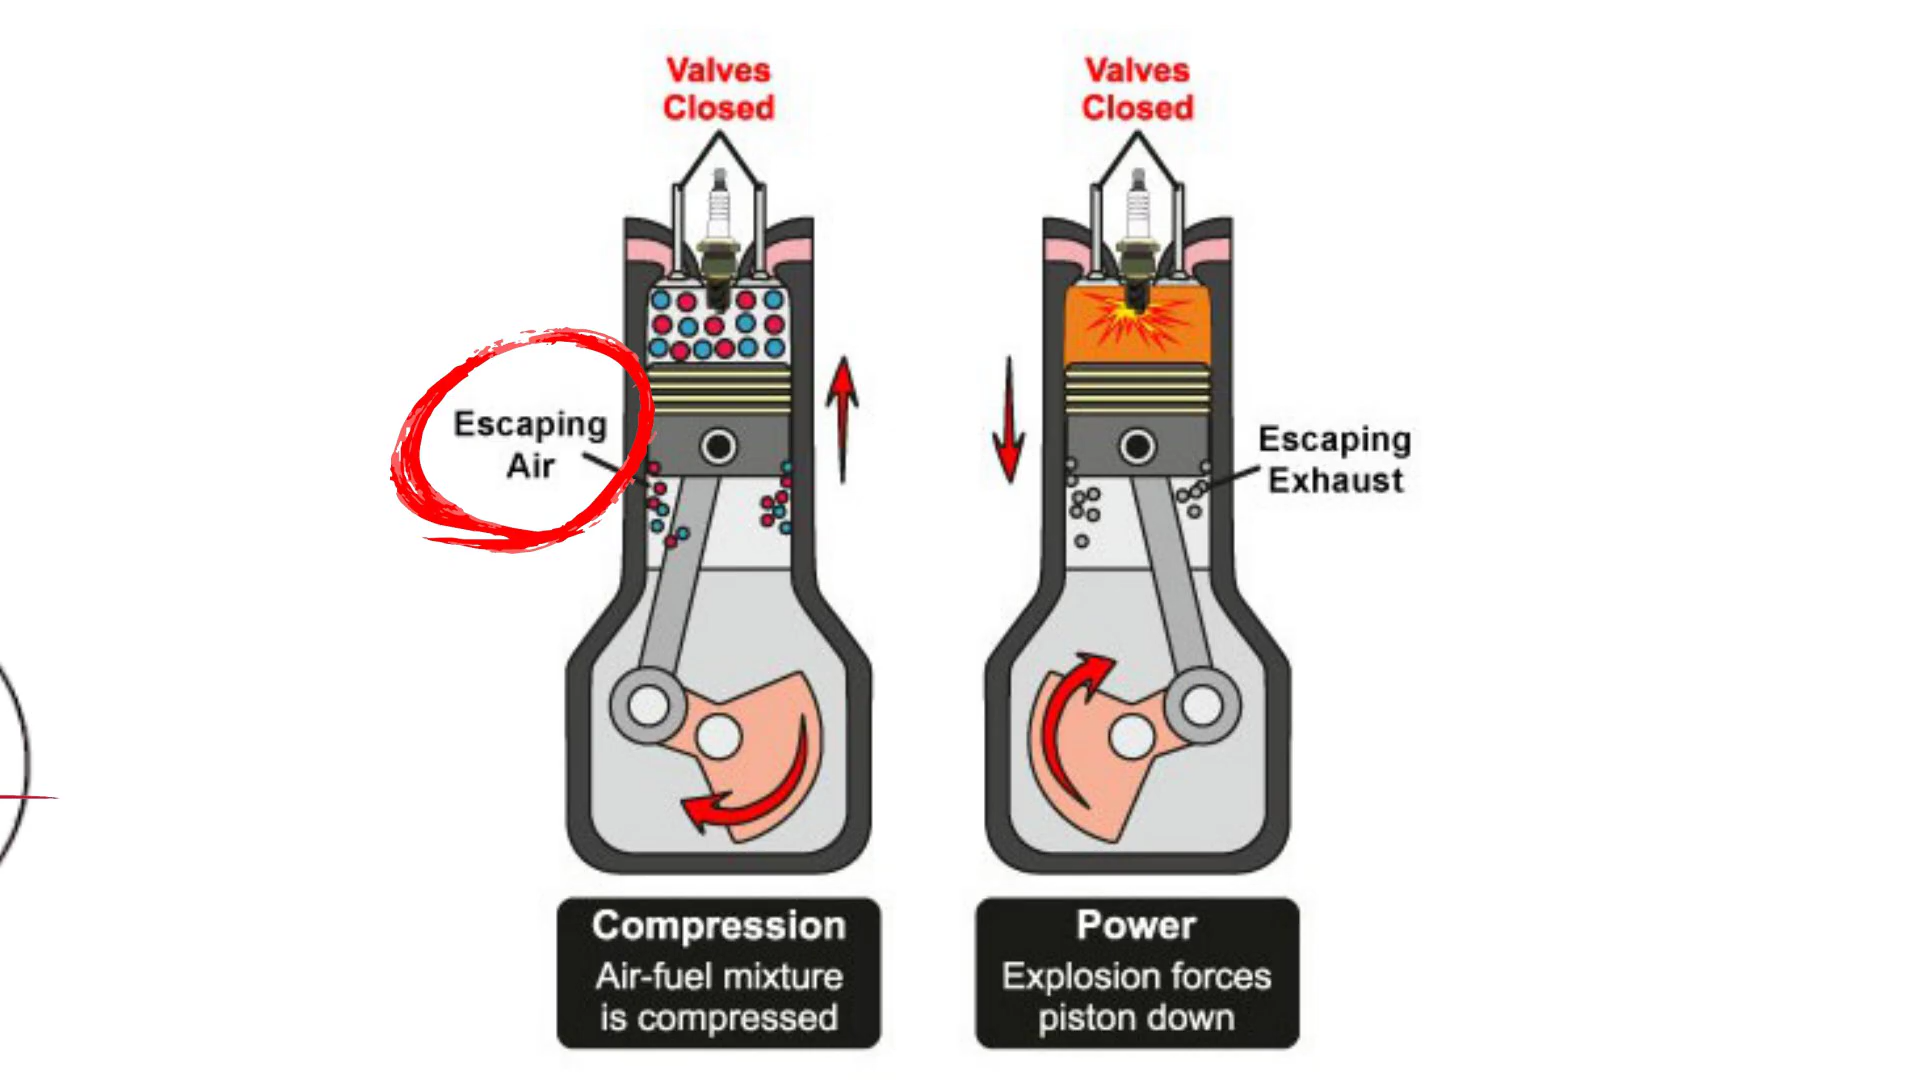 Valves
Closed
Valves
Closed
Escaping
Air
Escaping
Exhaust
Compression
Air-fuel mixture
is compressed
Power
Explosion forces
piston down